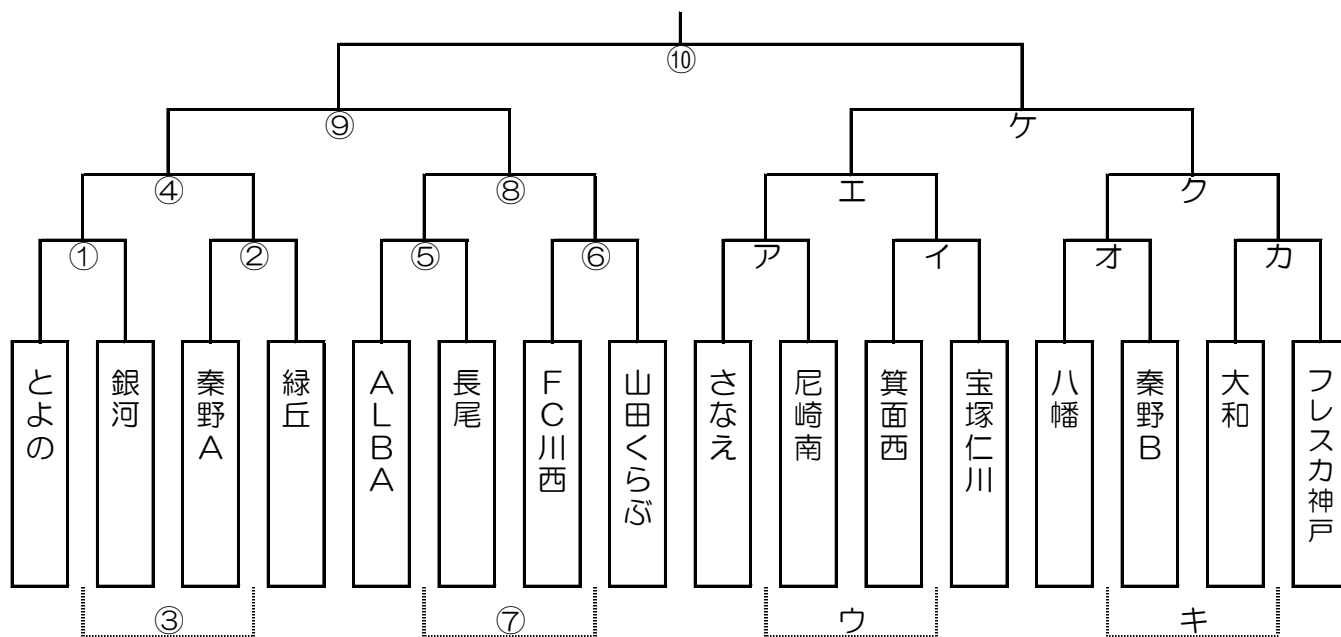 ⑩
⑨ ケ
④ ⑧ エ ク
① ② ⑤ ⑥ ア イ オ カ
とよの
銀河
秦野A
緑丘
ALBA
長尾
FC川西
山田くらぶ
さなえ
尼崎南
箕面西
宝塚仁川
八幡
秦野B
大和
フレスカ神戸
③ ⑦ ウ キ